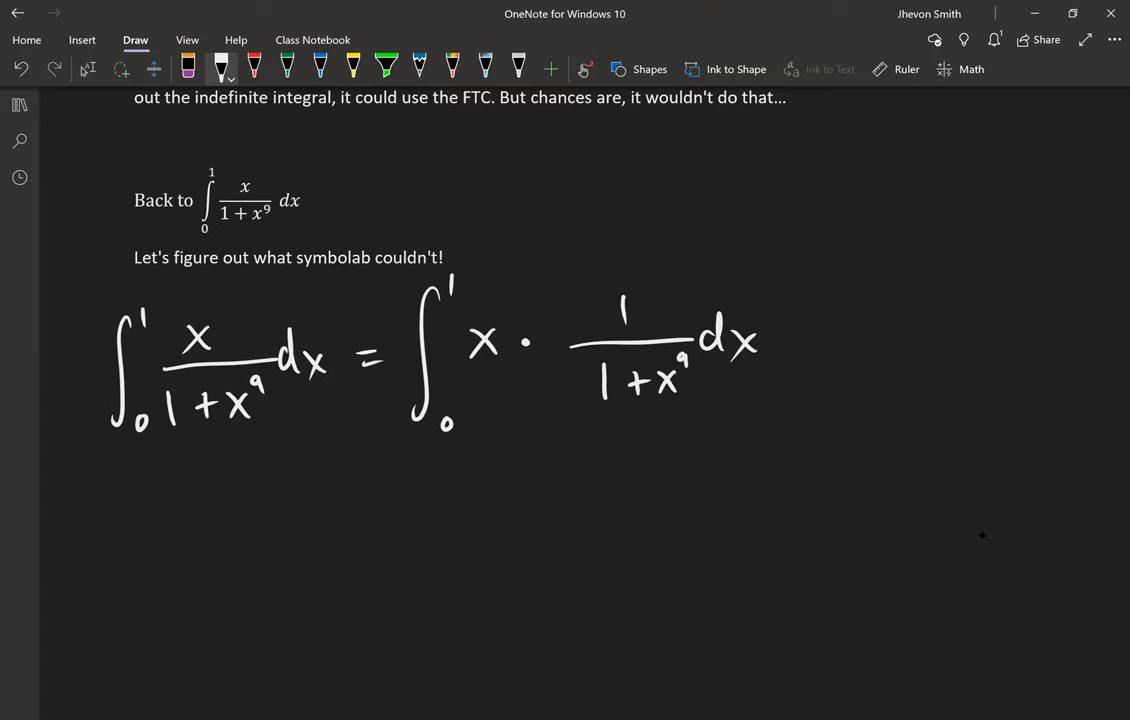 OneNote for Windows 10
Jhevon Smith
Home Insert Draw View Help Class Notebook
1 Share
Shapes Ink to Shape Ink to Text Ruler Math
out the indefinite integral, it could use the FTC. But chances are, it wouldn't do that...
Back to ∫₀¹ x/(1 + x⁹) dx
Let's figure out what symbolab couldn't!
∫₀¹ x/(1 + x⁹) dx = ∫₀¹ x · 1/(1 + x⁹) dx